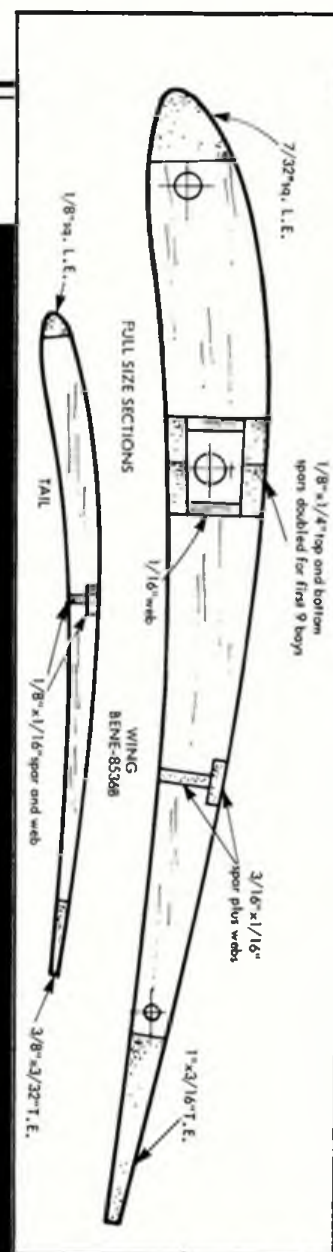 7/32"sq. L.E.
1/8"x1/4"top and bottom
spars doubled for first 9 bays
3/16"x1/16"
spar plus webs
1"x3/16"T.E.
FULL SIZE SECTIONS
1/16"web
WING
BENE-8536B
1/8"sq. L.E.
TAIL
1/8"x1/16"spar and web
3/8"x3/32"T.E.